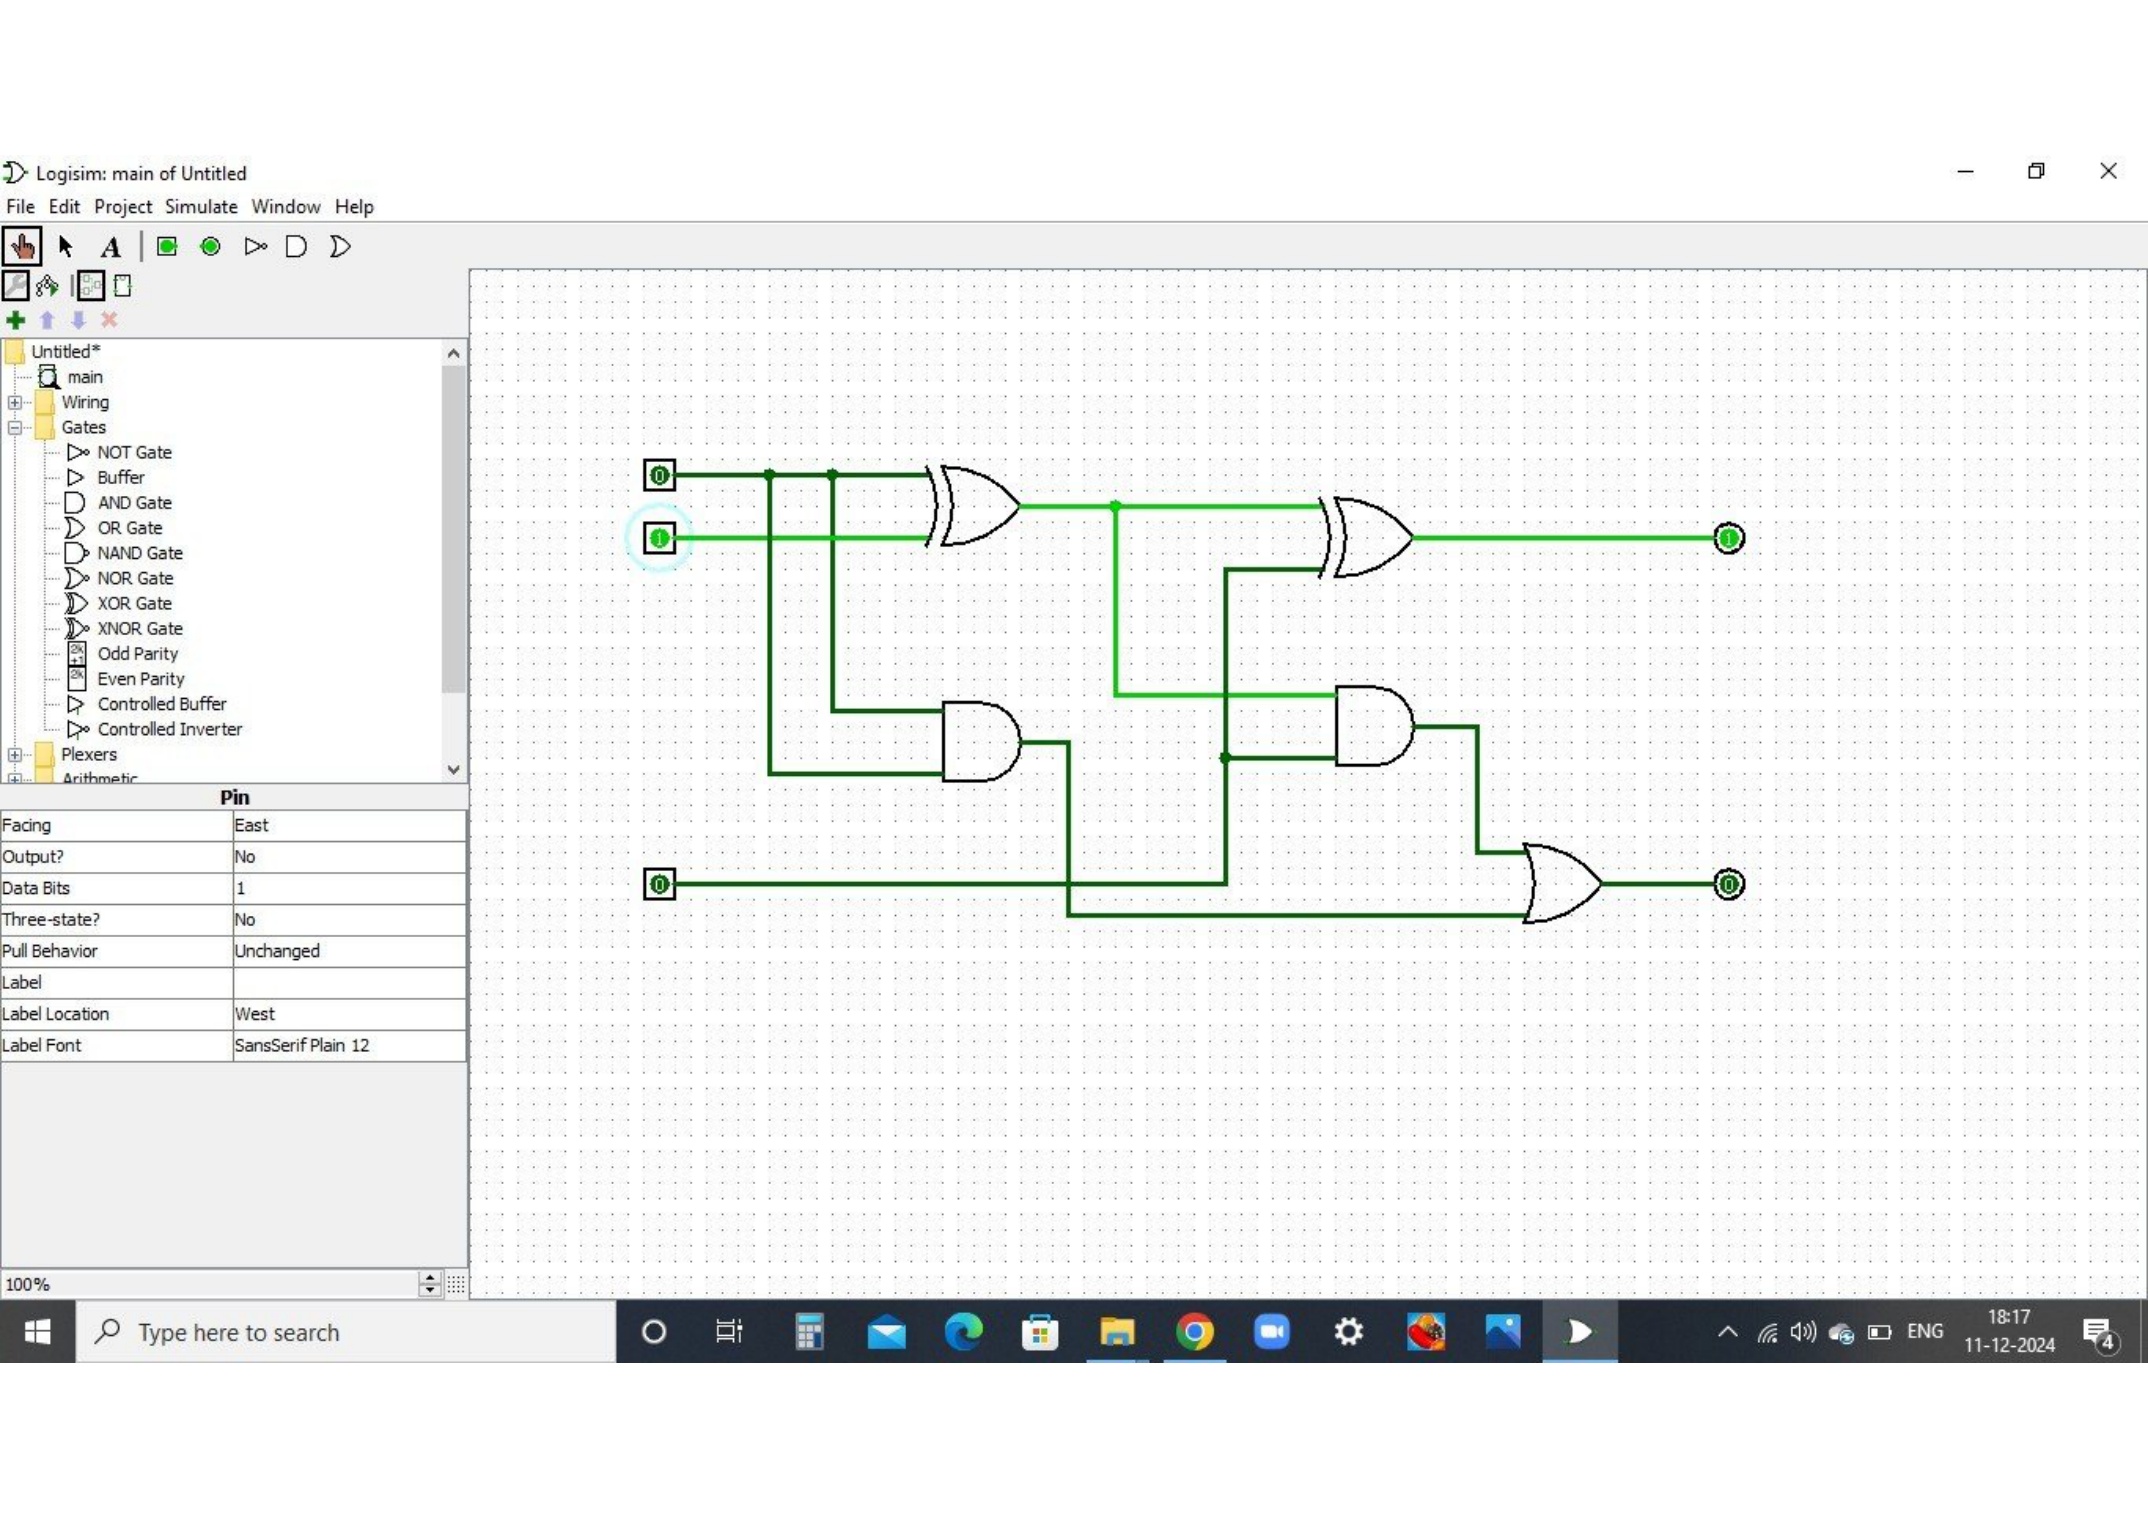 Logisim: main of Untitled
File Edit Project Simulate Window Help
A
Untitled*
main
Wiring
Gates
NOT Gate
Buffer
AND Gate
OR Gate
NAND Gate
NOR Gate
XOR Gate
XNOR Gate
2k
+1
Odd Parity
2k
Even Parity
Controlled Buffer
Controlled Inverter
Plexers
Arithmetic
Pin
Facing East
Output? No
Data Bits 1
Three-state? No
Pull Behavior Unchanged
Label
Label Location West
Label Font SansSerif Plain 12
100%
0
1
1
0
0
Type here to search
ENG
18:17
11-12-2024
4